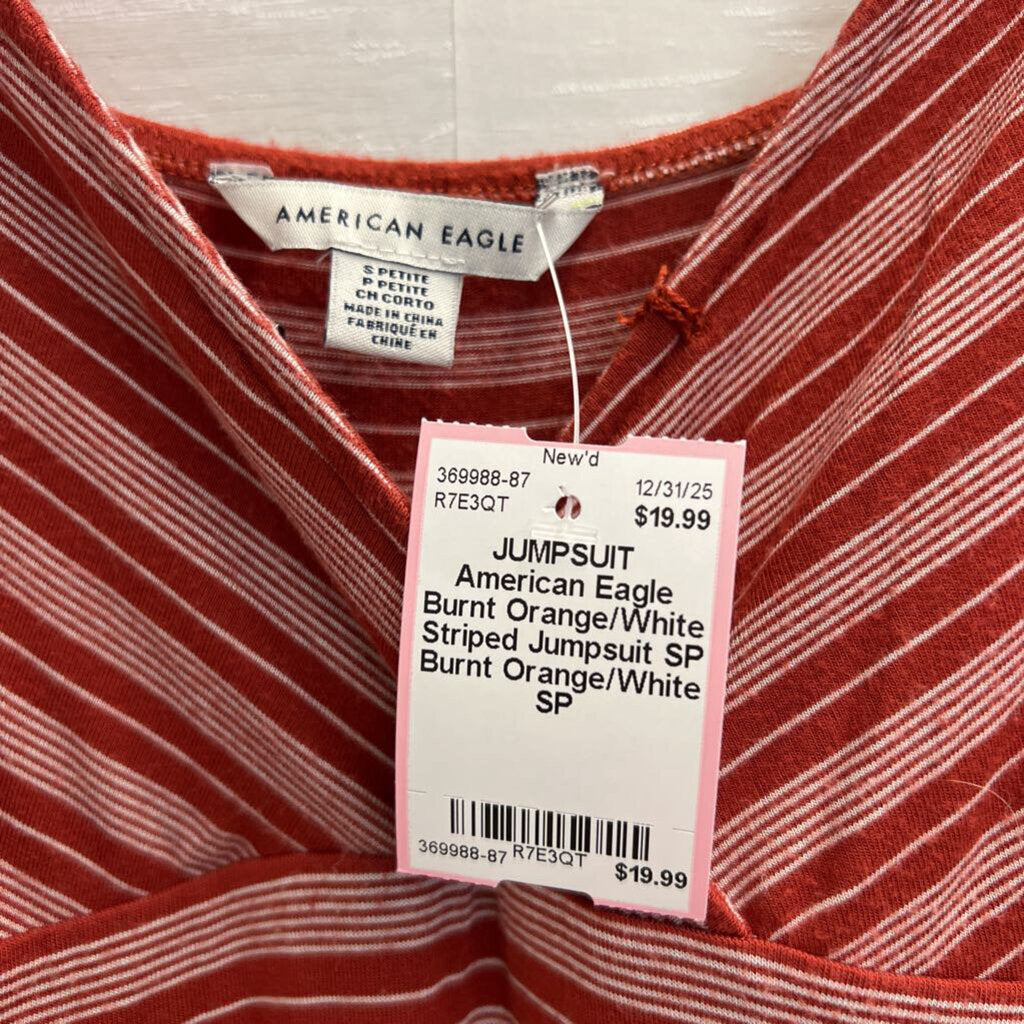 AMERICAN EAGLE
S PETITE
P PETITE
CH CORTO
MADE IN CHINA
FABRIQUÉ EN
CHINE
New'd
369988-87 12/31/25
R7E3QT $19.99
JUMPSUIT
American Eagle
Burnt Orange/White
Striped Jumpsuit SP
Burnt Orange/White
SP
369988-87 R7E3QT $19.99